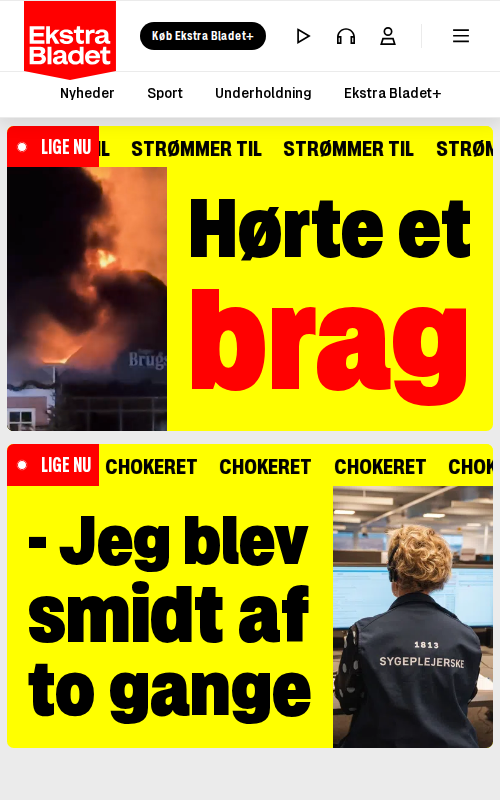 Ekstra
Bladet
Køb Ekstra Bladet+
Nyheder Sport Underholdning Ekstra Bladet+
LIGE NU STRØMMER TIL STRØMMER TIL
Hørte et
brag
Brugs
LIGE NU CHOKERET CHOKERET CHOKERET
- Jeg blev
smidt af
to gange
1813
SYGEPLEJERSKE